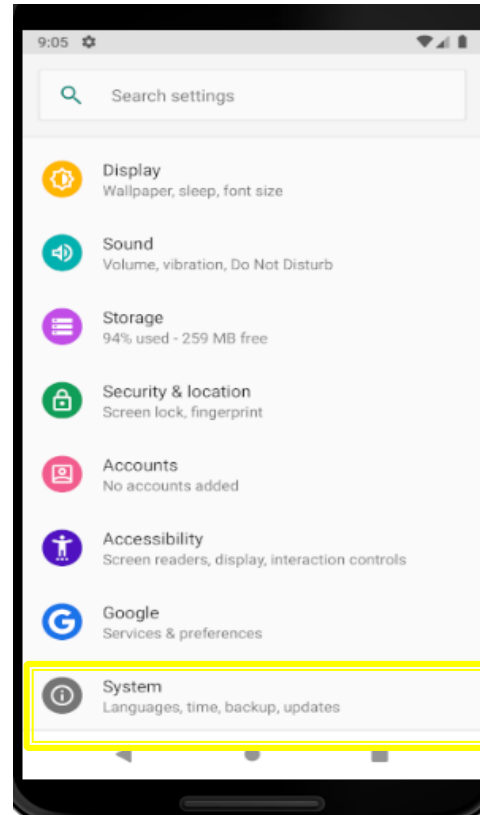 9:05
Search settings
Display
Wallpaper, sleep, font size
Sound
Volume, vibration, Do Not Disturb
Storage
94% used - 259 MB free
Security & location
Screen lock, fingerprint
Accounts
No accounts added
Accessibility
Screen readers, display, interaction controls
Google
Services & preferences
System
Languages, time, backup, updates